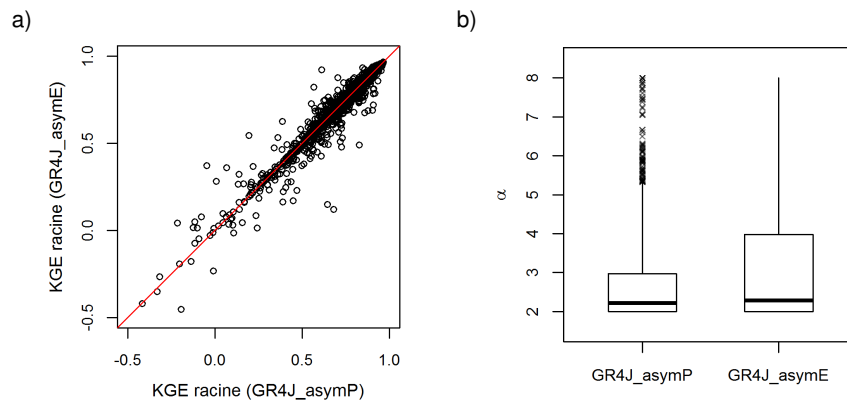 a)
1.0
0.5
0.0
-0.5
KGE racine (GR4J_asymE)
-0.5 0.0 0.5 1.0
KGE racine (GR4J_asymP)
b)
8
7
6
5
4
3
2
α
GR4J_asymP GR4J_asymE